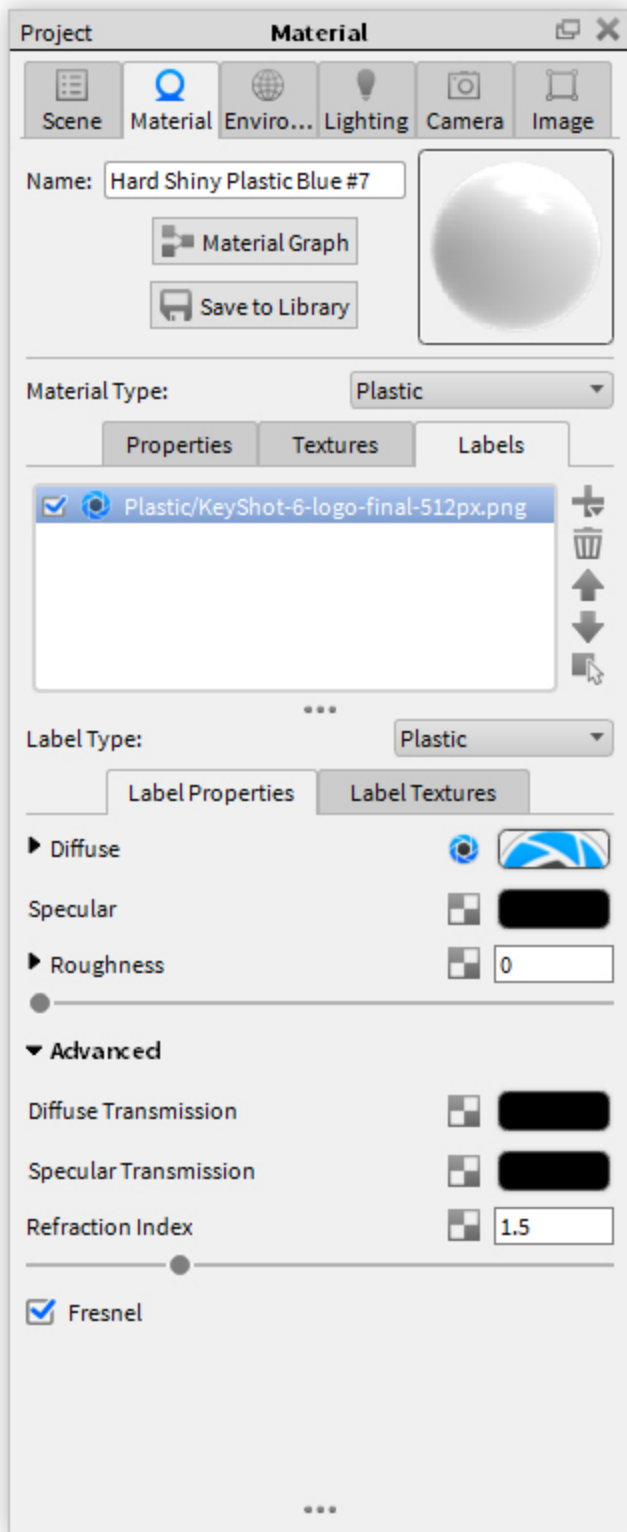 Project Material
Scene Material Enviro... Lighting Camera Image
Name: Hard Shiny Plastic Blue #7
Material Graph
Save to Library
Material Type: Plastic
Properties Textures Labels
Plastic/KeyShot-6-logo-final-512px.png
Label Type: Plastic
Label Properties Label Textures
Diffuse
Specular
Roughness 0
Advanced
Diffuse Transmission
Specular Transmission
Refraction Index 1.5
Fresnel